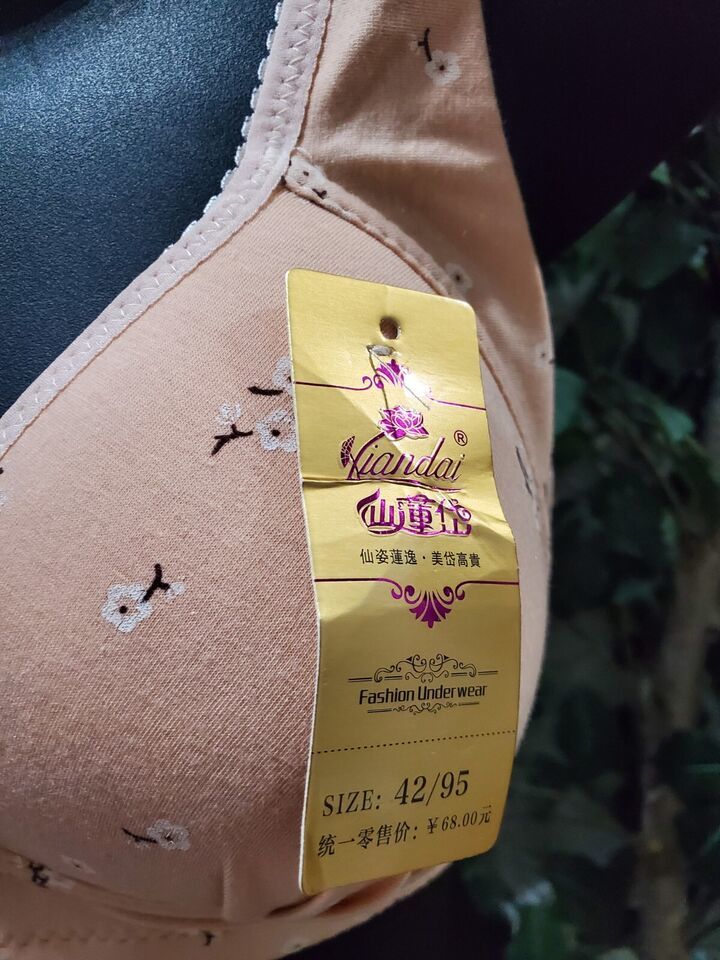 Xiandai ®
仙蓮岱
仙姿蓮逸·美岱高貴
Fashion Underwear
SIZE: 42/95
统一零售价: ￥68.00元